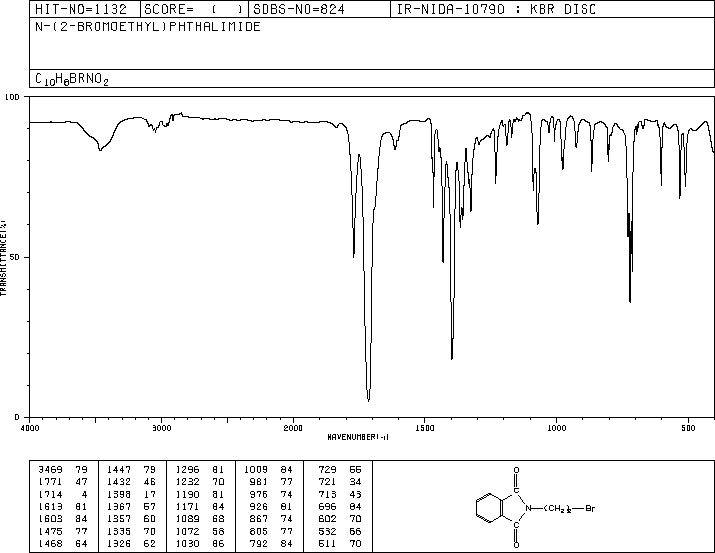 HIT-NO=1132 SCORE= ( ) SDBS-NO=824 IR-NIDA-10790 : KBR DISC
N-(2-BROMOETHYL)PHTHALIMIDE
C10H8BRNO2
100
50
0
TRANSMITTANCE(%)
4000 3000 2000 1500 1000 500
WAVENUMBER(-1)
3469 79 1447 79 1296 81 1009 84 729 55
1771 47 1432 46 1232 70 981 77 721 34
1714 4 1398 17 1190 81 976 74 713 43
1613 81 1367 57 1171 84 926 81 696 84
1603 84 1357 60 1089 68 867 74 602 70
1475 77 1335 70 1072 58 805 77 532 66
1468 64 1326 62 1030 86 792 84 511 70
O
C
N CH2 2 Br
C
O